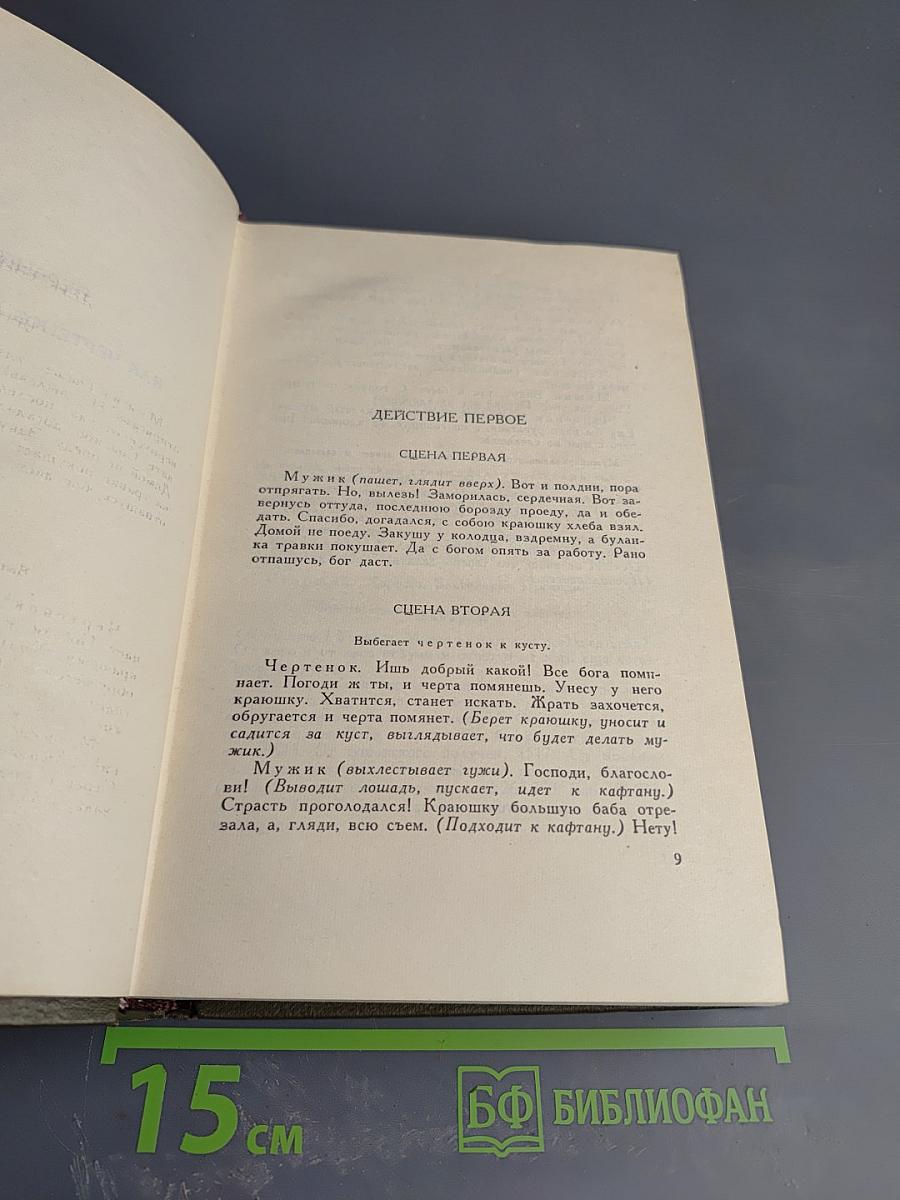 ДЕЙСТВИЕ ПЕРВОЕ
СЦЕНА ПЕРВАЯ
Мужик (пашет, глядит вверх). Вот и полдни, пора
отпрягать. Но, вылезь! Заморилась, сердечная. Вот за-
вернусь оттуда, последнюю борозду проеду, да и обе-
дать. Спасибо, догадался, с собою краюшку хлеба взял.
Домой не поеду. Закушу у колодца, вздремну, а булан-
ка травки покушает. Да с богом опять за работу. Рано
отпашусь, бог даст.
СЦЕНА ВТОРАЯ
Выбегает чертенок к кусту.
Чертенок. Ишь добрый какой! Все бога поми-
нает. Погоди ж ты, и черта помянешь. Унесу у него
краюшку. Хватится, станет искать. Жрать захочется,
обругается и черта помянет. (Берет краюшку, уносит и
садится за куст, выглядывает, что будет делать му-
жик.)
Мужик (выхлестывает гужи). Господи, благосло-
ви! (Выводит лошадь, пускает, идет к кафтану.)
Страсть проголодался! Краюшку большую баба отре-
зала, а, гляди, всю съем. (Подходит к кафтану.) Нету!
9
15 см
БФ БИБЛИОФАН